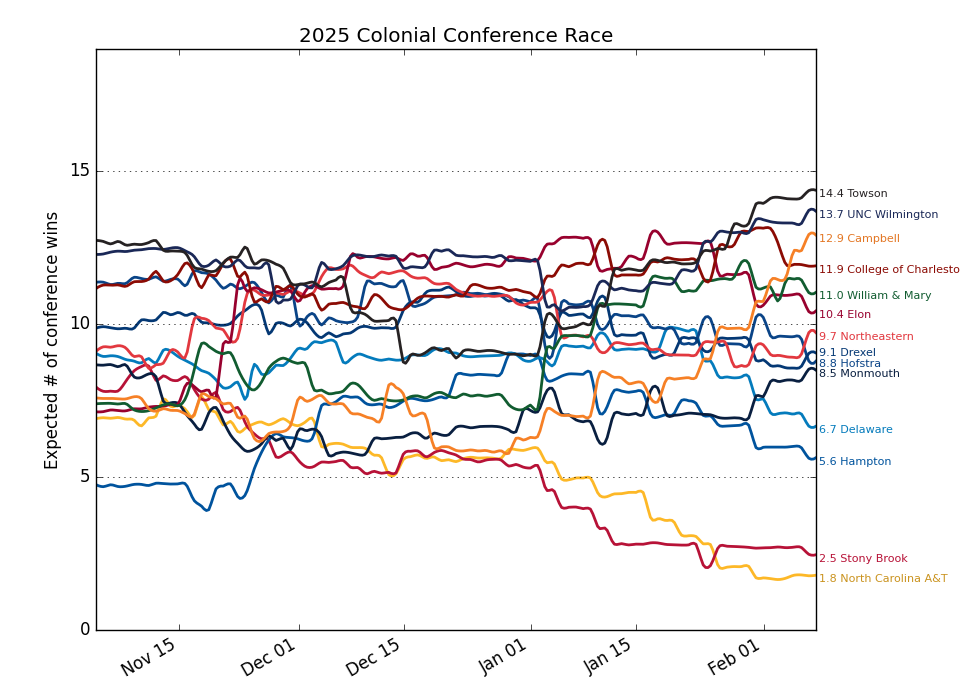 2025 Colonial Conference Race
Expected # of conference wins
15
10
5
0
Nov 15
Dec 01
Dec 15
Jan 01
Jan 15
Feb 01
14.4 Towson
13.7 UNC Wilmington
12.9 Campbell
11.9 College of Charlesto
11.0 William & Mary
10.4 Elon
9.7 Northeastern
9.1 Drexel
8.8 Hofstra
8.5 Monmouth
6.7 Delaware
5.6 Hampton
2.5 Stony Brook
1.8 North Carolina A&T